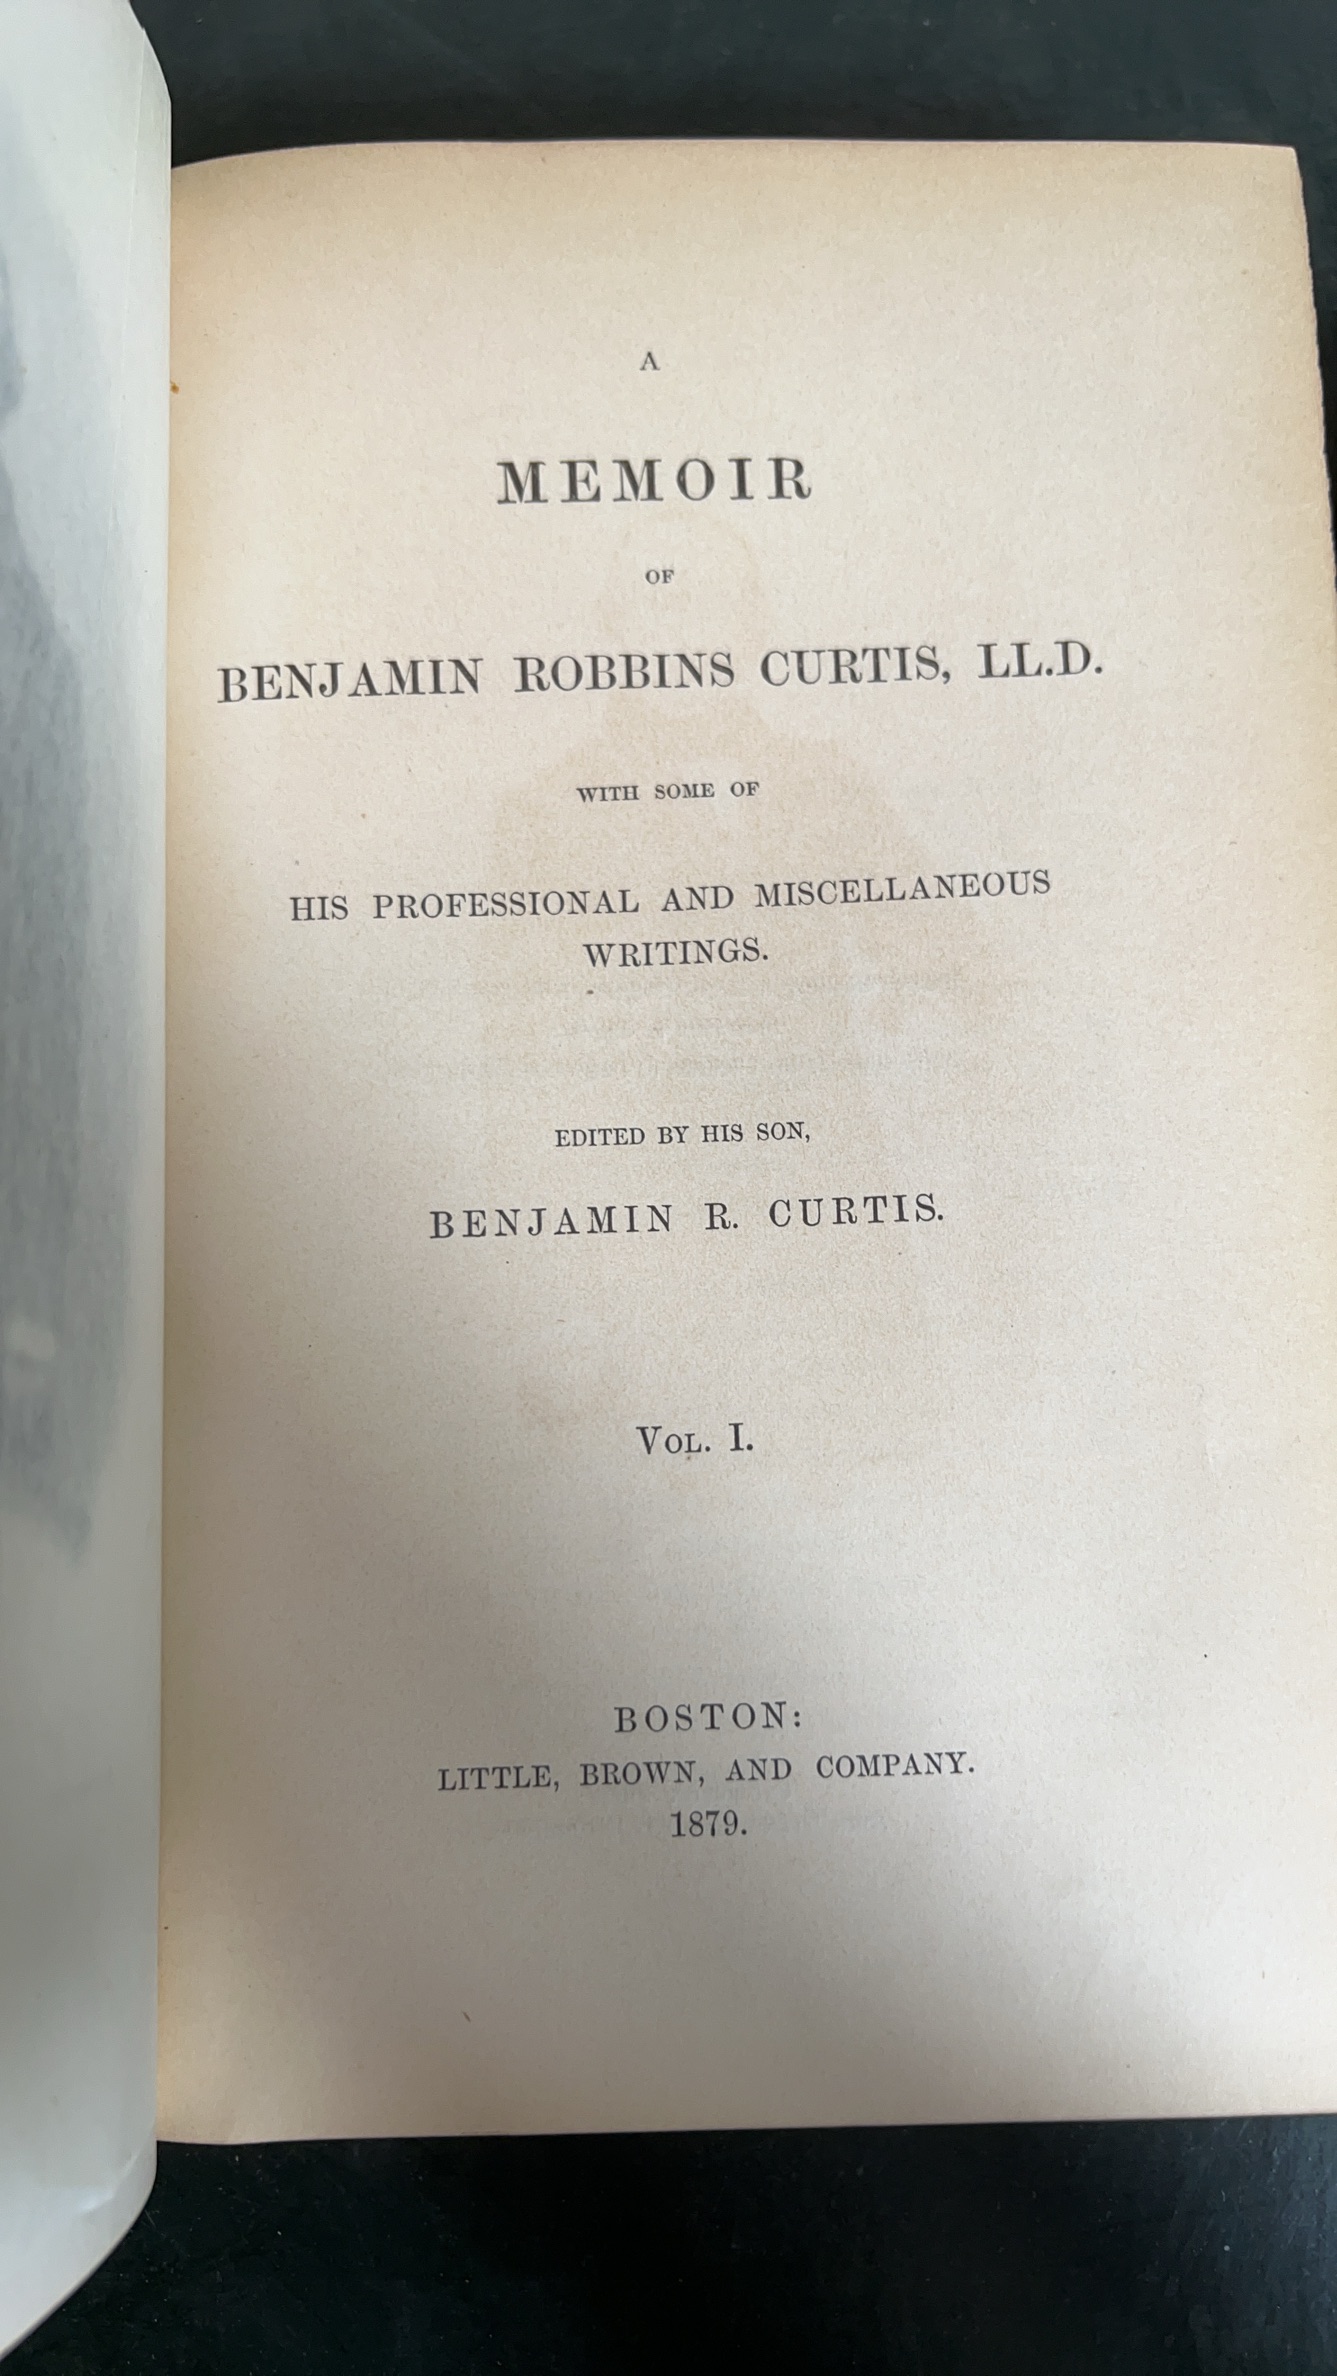 A
MEMOIR
OF
BENJAMIN ROBBINS CURTIS, LL.D.
WITH SOME OF
HIS PROFESSIONAL AND MISCELLANEOUS
WRITINGS.
EDITED BY HIS SON,
BENJAMIN R. CURTIS.
VOL. I.
BOSTON:
LITTLE, BROWN, AND COMPANY.
1879.